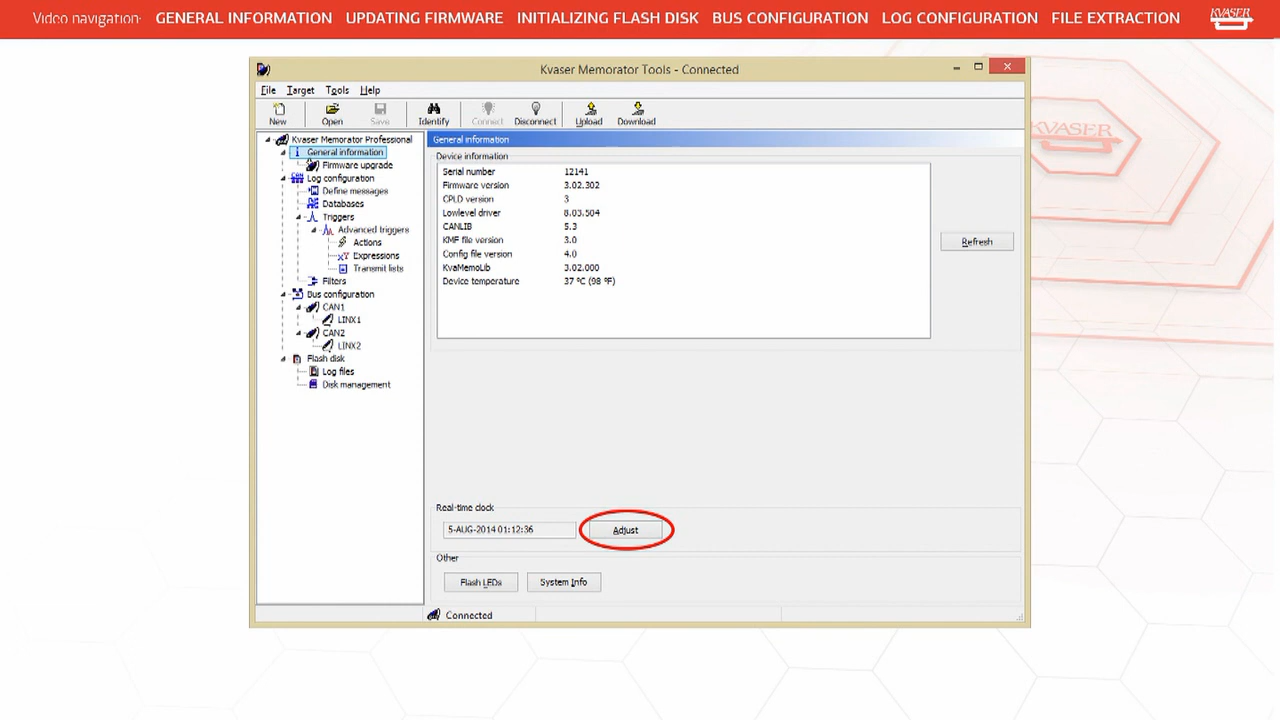 Video navigation: GENERAL INFORMATION UPDATING FIRMWARE INITIALIZING FLASH DISK BUS CONFIGURATION LOG CONFIGURATION FILE EXTRACTION KVASER
Kvaser Memorator Tools - Connected
File Target Tools Help
New Open Save Identify Connect Disconnect Upload Download
Kvaser Memorator Professional
General information
Firmware upgrade
Log configuration
Define messages
Databases
Triggers
Advanced triggers
Actions
Expressions
Transmit lists
Filters
Bus configuration
CAN1
LINX1
CAN2
LINX2
Flash disk
Log files
Disk management
General information
Device information
Serial number 12141
Firmware version 3.02.302
CPLD version 3
Lowlevel driver 8.03.504
CANLIB 5.3
KMF file version 3.0
Config file version 4.0
KvaMemoLib 3.02.000
Device temperature 37 ºC (98 ºF)
Refresh
Real-time clock
5-AUG-2014 01:12:36
Adjust
Other
Flash LEDs System Info
Connected
KVASER